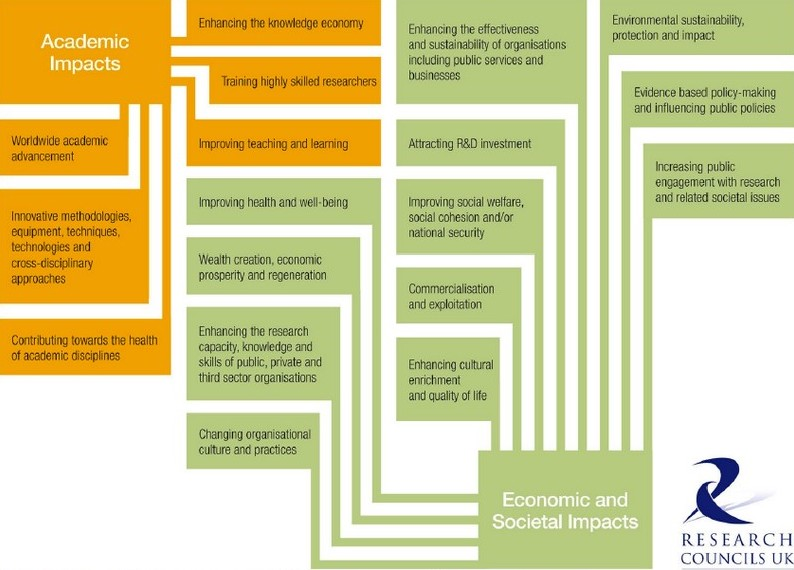 Academic
Impacts
Worldwide academic
advancement
Innovative methodologies,
equipment, techniques,
technologies and
cross-disciplinary
approaches
Contributing towards the health
of academic disciplines
Enhancing the knowledge economy
Training highly skilled researchers
Improving teaching and learning
Improving health and well-being
Wealth creation, economic
prosperity and regeneration
Enhancing the research
capacity, knowledge and
skills of public, private and
third sector organisations
Changing organisational
culture and practices
Enhancing the effectiveness
and sustainability of organisations
including public services and
businesses
Attracting R&D investment
Improving social welfare,
social cohesion and/or
national security
Commercialisation
and exploitation
Enhancing cultural
enrichment
and quality of life
Environmental sustainability,
protection and impact
Evidence based policy-making
and influencing public policies
Increasing public
engagement with research
and related societal issues
Economic and
Societal Impacts
RESEARCH
COUNCILS UK